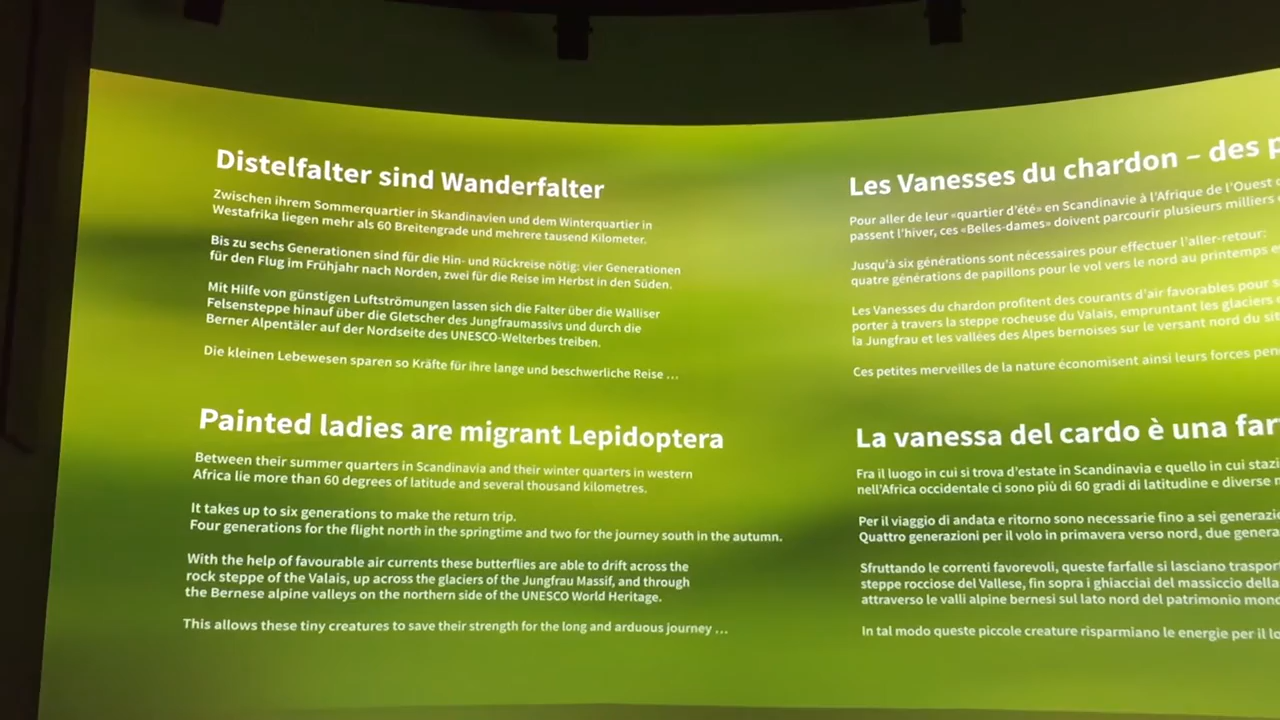 Distelfalter sind Wanderfalter
Zwischen ihrem Sommerquartier in Skandinavien und dem Winterquartier in
Westafrika liegen mehr als 60 Breitengrade und mehrere tausend Kilometer.
Bis zu sechs Generationen sind für die Hin- und Rückreise nötig: vier Generationen
für den Flug im Frühjahr nach Norden, zwei für die Reise im Herbst in den Süden.
Mit Hilfe von günstigen Luftströmungen lassen sich die Falter über die Walliser
Felsensteppe hinauf über die Gletscher des Jungfraumassivs und durch die
Berner Alpentäler auf der Nordseite des UNESCO-Welterbes treiben.
Die kleinen Lebewesen sparen so Kräfte für ihre lange und beschwerliche Reise ...
Painted ladies are migrant Lepidoptera
Between their summer quarters in Scandinavia and their winter quarters in western
Africa lie more than 60 degrees of latitude and several thousand kilometres.
It takes up to six generations to make the return trip.
Four generations for the flight north in the springtime and two for the journey south in the autumn.
With the help of favourable air currents these butterflies are able to drift across the
rock steppe of the Valais, up across the glaciers of the Jungfrau Massif, and through
the Bernese alpine valleys on the northern side of the UNESCO World Heritage.
This allows these tiny creatures to save their strength for the long and arduous journey ...
Les Vanesses du chardon – des
Pour aller de leur «quartier d'été» en Scandinavie à l'Afrique de l'Ouest
passent l'hiver, ces «Belles-dames» doivent parcourir plusieurs milliers
Jusqu'à six générations sont nécessaires pour effectuer l'aller-retour:
quatre générations de papillons pour le vol vers le nord au printemps
Les Vanesses du chardon profitent des courants d'air favorables pour
porter à travers la steppe rocheuse du Valais, empruntant les glaciers
la Jungfrau et les vallées des Alpes bernoises sur le versant nord du
Ces petites merveilles de la nature économisent ainsi leurs forces
La vanessa del cardo è una
Fra il luogo in cui si trova d'estate in Scandinavia e quello in cui
nell'Africa occidentale ci sono più di 60 gradi di latitudine e diverse
Per il viaggio di andata e ritorno sono necessarie fino a sei
Quattro generazioni per il volo in primavera verso nord, due
Sfruttando le correnti favorevoli, queste farfalle si lasciano
steppe rocciose del Vallese, fin sopra i ghiacciai del massiccio della
attraverso le valli alpine bernesi sul lato nord del patrimonio
In tal modo queste piccole creature risparmiano le energie per il